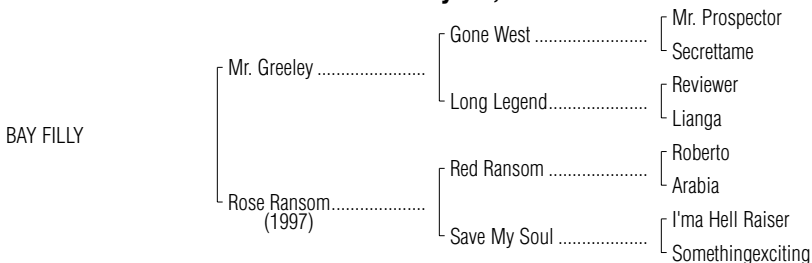 Mr. Prospector
Gone West ........................
Secrettame
Mr. Greeley .......................
Reviewer
Long Legend.....................
Lianga
BAY FILLY
Roberto
Red Ransom .....................
Arabia
Rose Ransom....................
(1997)
I'ma Hell Raiser
Save My Soul ...................
Somethingexciting